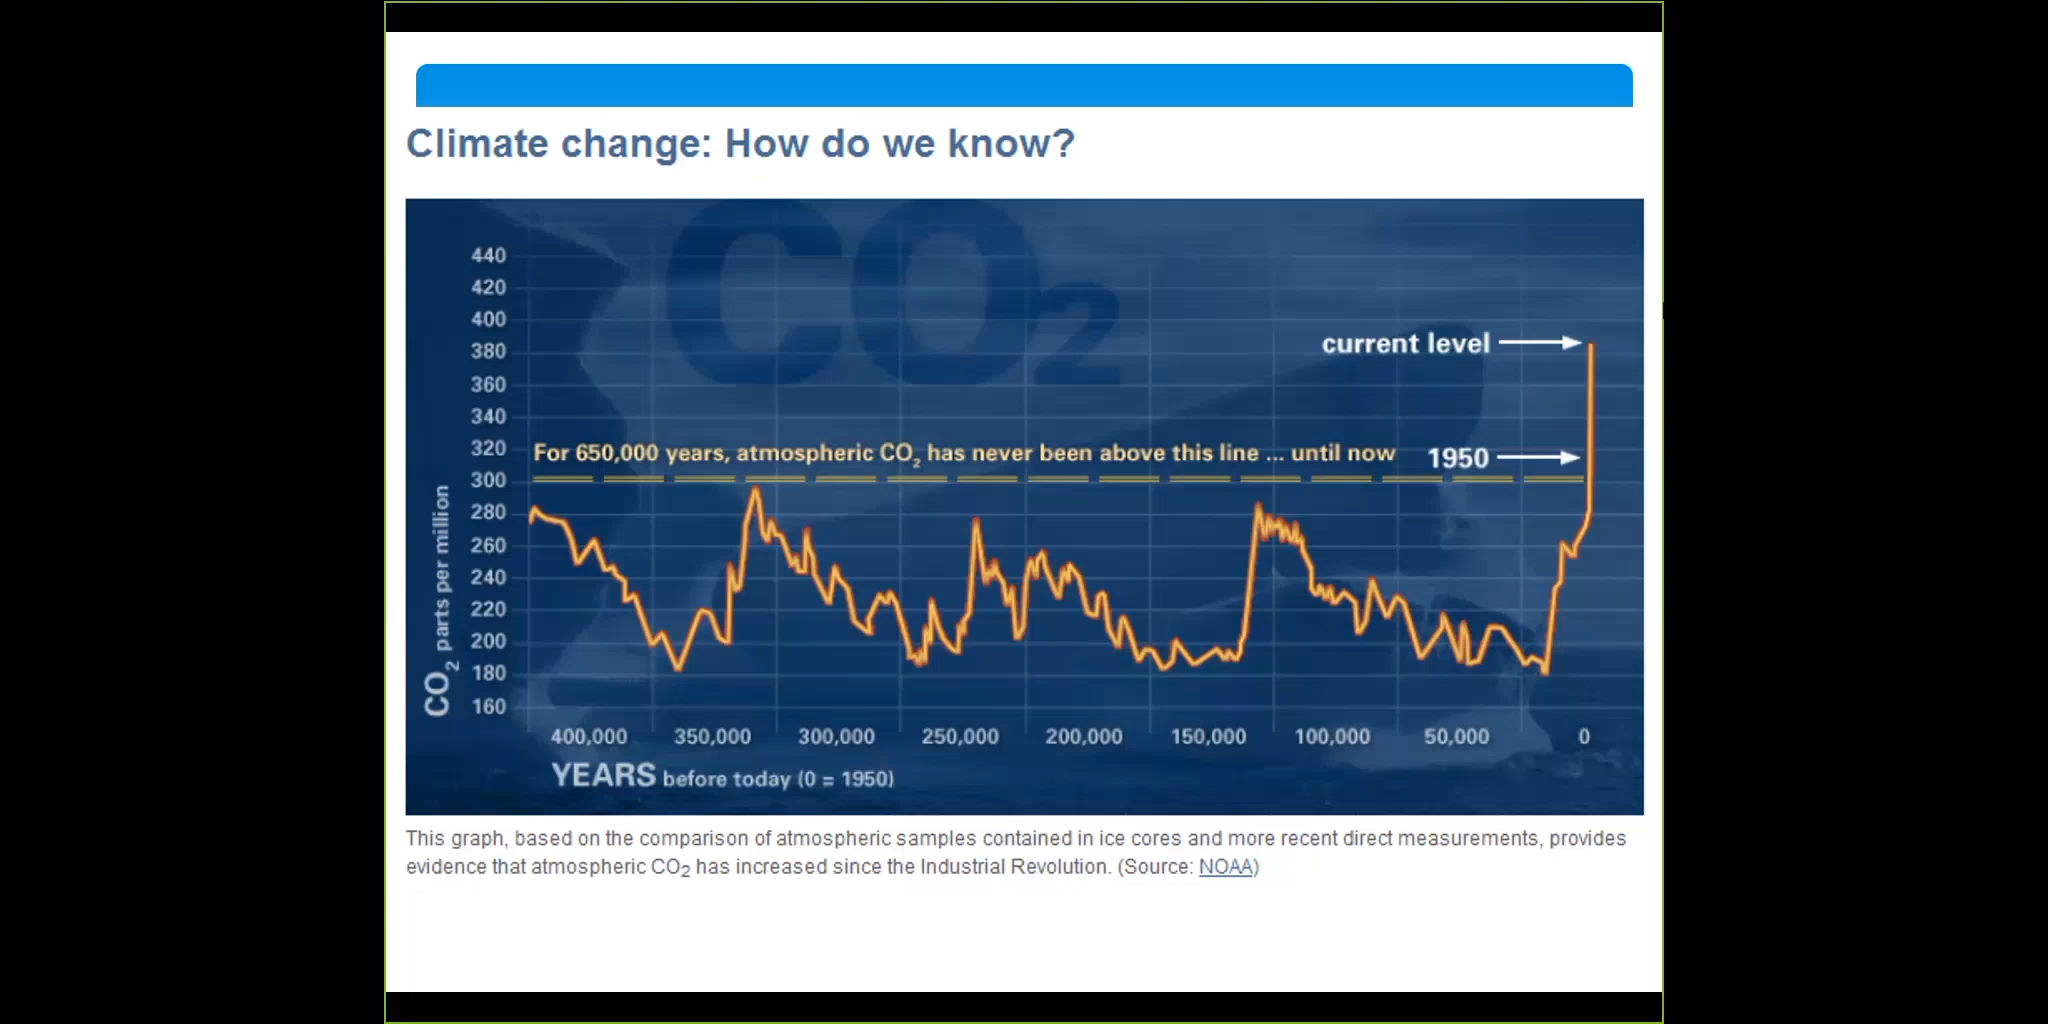 Climate change: How do we know?
CO2
440
420
400
380
360
340
320
300
280
260
240
220
200
180
160
CO2 parts per million
current level
For 650,000 years, atmospheric CO2 has never been above this line ... until now
1950
400,000 350,000 300,000 250,000 200,000 150,000 100,000 50,000 0
YEARS before today (0 = 1950)
This graph, based on the comparison of atmospheric samples contained in ice cores and more recent direct measurements, provides
evidence that atmospheric CO2 has increased since the Industrial Revolution. (Source: NOAA)